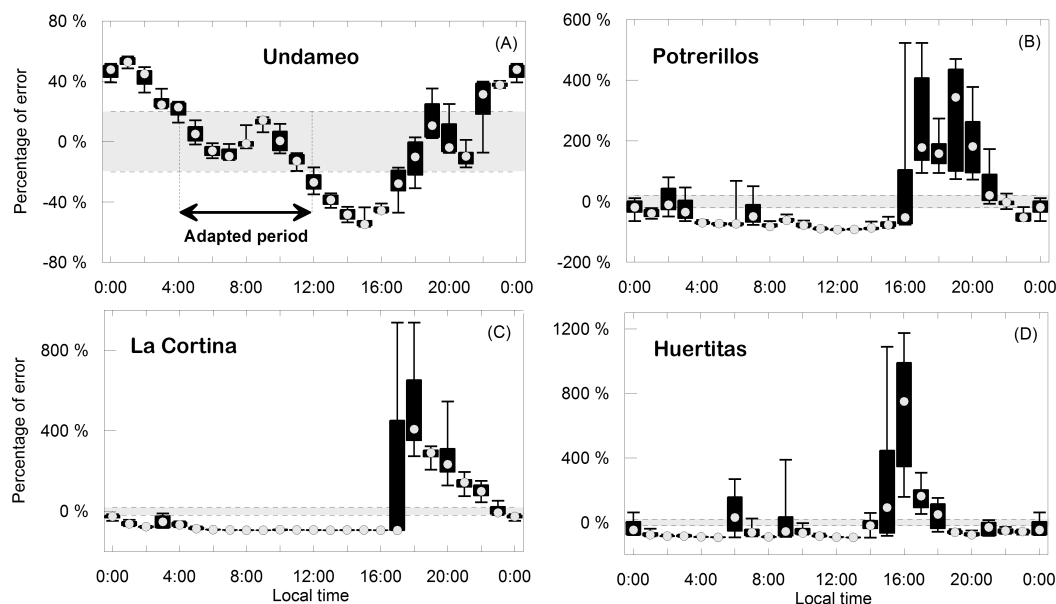 (A)
Undameo
Percentage of error
80 %
40 %
0 %
-40 %
-80 %
Adapted period
0:00 4:00 8:00 12:00 16:00 20:00 0:00
(B)
Potrerillos
600 %
400 %
200 %
0 %
-200 %
0:00 4:00 8:00 12:00 16:00 20:00 0:00
(C)
La Cortina
Percentage of error
800 %
400 %
0 %
0:00 4:00 8:00 12:00 16:00 20:00 0:00
Local time
(D)
Huertitas
1200 %
800 %
400 %
0 %
0:00 4:00 8:00 12:00 16:00 20:00 0:00
Local time